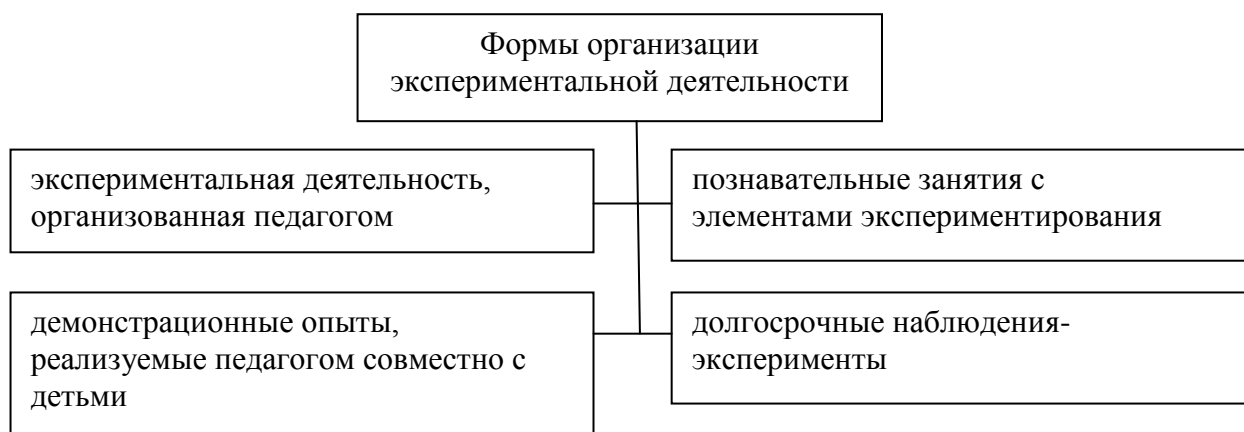 Формы организации
экспериментальной деятельности
экспериментальная деятельность,
организованная педагогом
познавательные занятия с
элементами экспериментирования
демонстрационные опыты,
реализуемые педагогом совместно с
детьми
долгосрочные наблюдения-
эксперименты